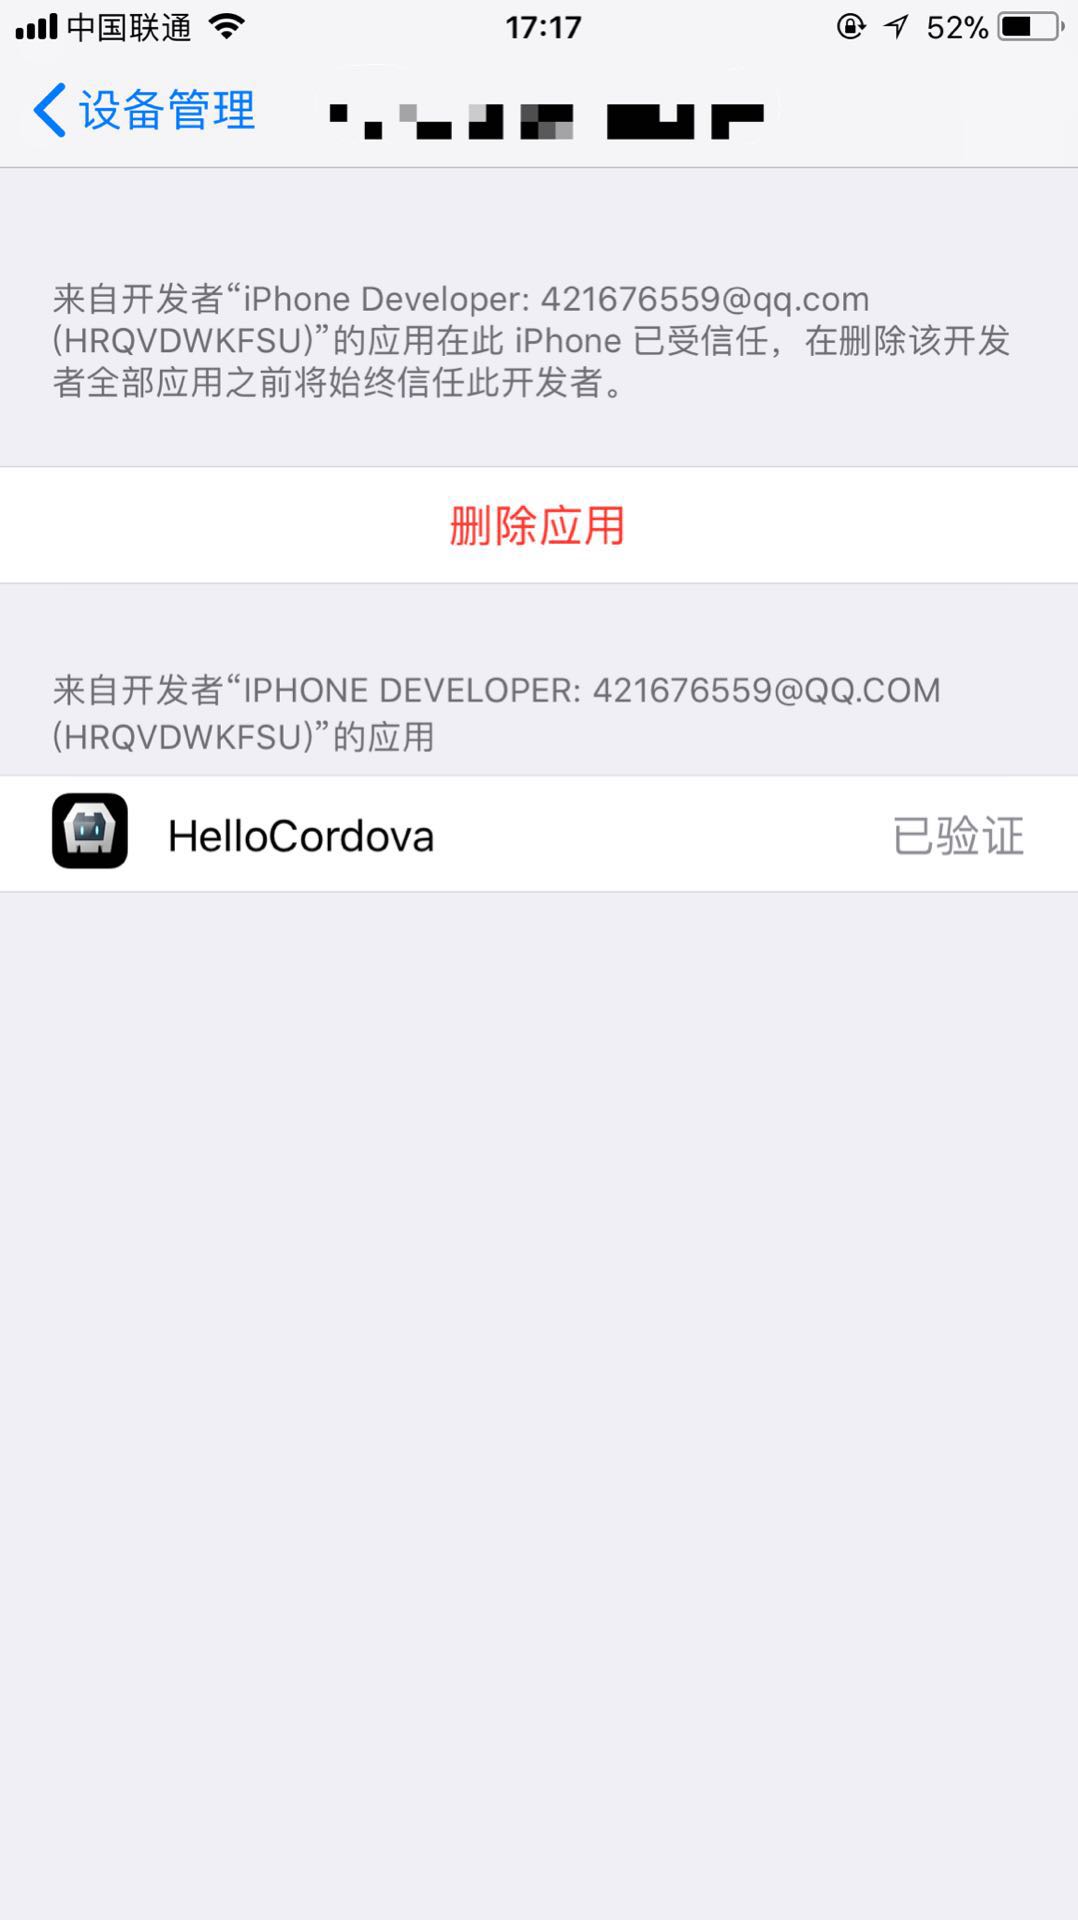 中国联通 17:17 52%
设备管理
来自开发者“iPhone Developer: 421676559@qq.com
(HRQVDWKFSU)”的应用在此 iPhone 已受信任，在删除该开发
者全部应用之前将始终信任此开发者。
删除应用
来自开发者“IPHONE DEVELOPER: 421676559@QQ.COM
(HRQVDWKFSU)”的应用
HelloCordova 已验证